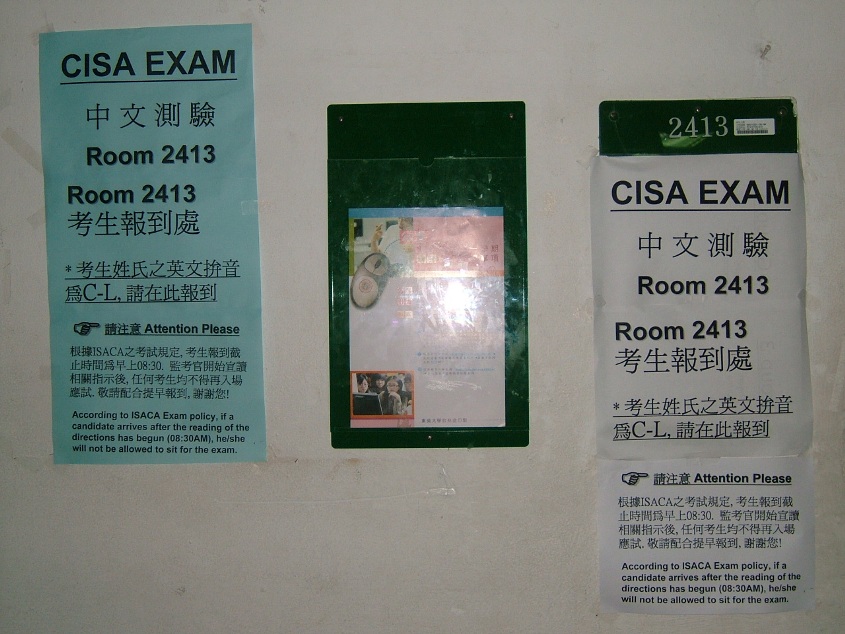 CISA EXAM
中文測驗
Room 2413
Room 2413
考生報到處
*考生姓氏之英文拚音
為C-L, 請在此報到
☞ 請注意 Attention Please
根據ISACA之考試規定, 考生報到截
止時間為早上08:30. 監考官開始宣讀
相關指示後, 任何考生均不得再入場
應試. 敬請配合提早報到, 謝謝您!
According to ISACA Exam policy, if a
candidate arrives after the reading of the
directions has begun (08:30AM), he/she
will not be allowed to sit for the exam.
2413
CISA EXAM
中文測驗
Room 2413
Room 2413
考生報到處
*考生姓氏之英文拚音
為C-L, 請在此報到
☞ 請注意 Attention Please
根據ISACA之考試規定, 考生報到截
止時間為早上08:30. 監考官開始宣讀
相關指示後, 任何考生均不得再入場
應試. 敬請配合提早報到, 謝謝您!
According to ISACA Exam policy, if a
candidate arrives after the reading of the
directions has begun (08:30AM), he/she
will not be allowed to sit for the exam.